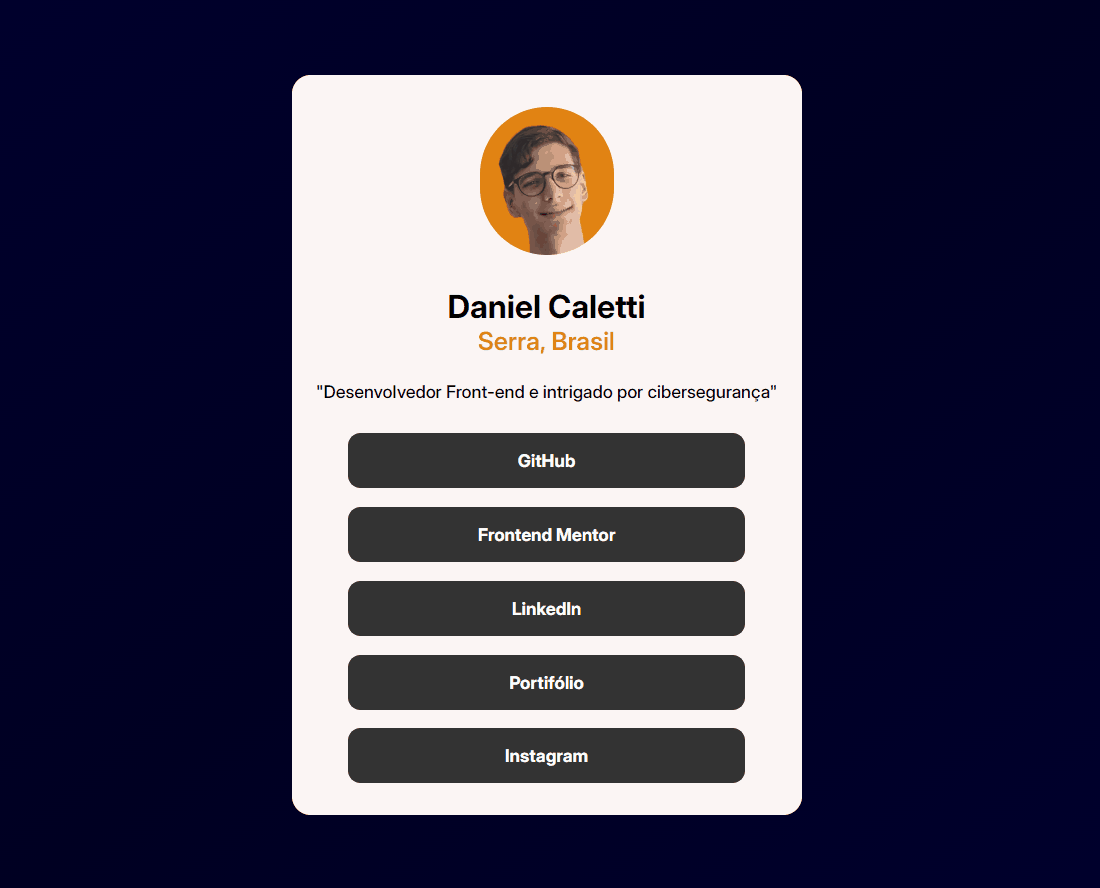 Daniel Caletti
Serra, Brasil
"Desenvolvedor Front-end e intrigado por cibersegurança"
GitHub
Frontend Mentor
LinkedIn
Portifólio
Instagram